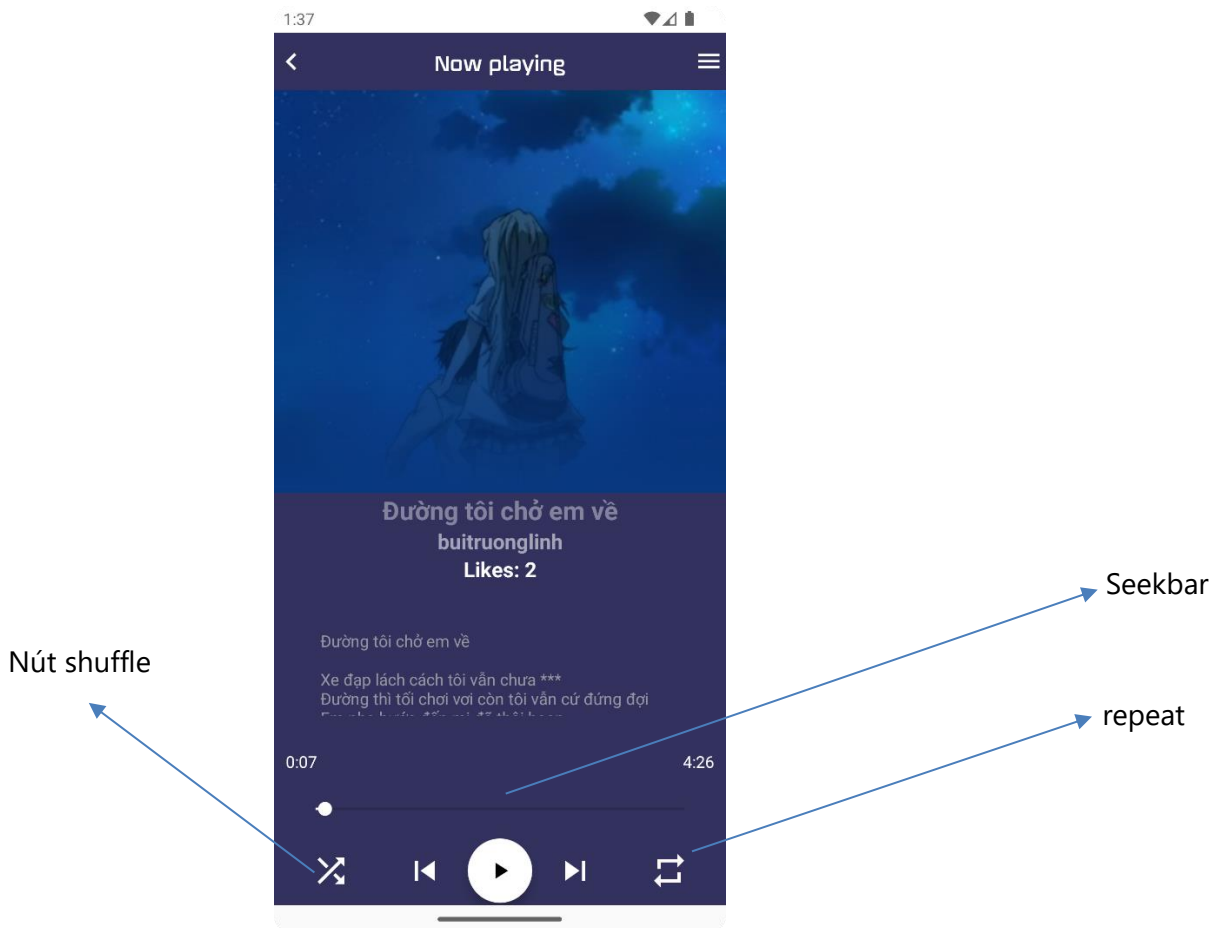 1:37
Now playing
Đường tôi chở em về
buitruonglinh
Likes: 2
Đường tôi chở em về
Xe đạp lách cách tôi vẫn chưa ***
Đường thì tối chơi vơi còn tôi vẫn cứ đứng đợi
0:07
4:26
Nút shuffle
Seekbar
repeat